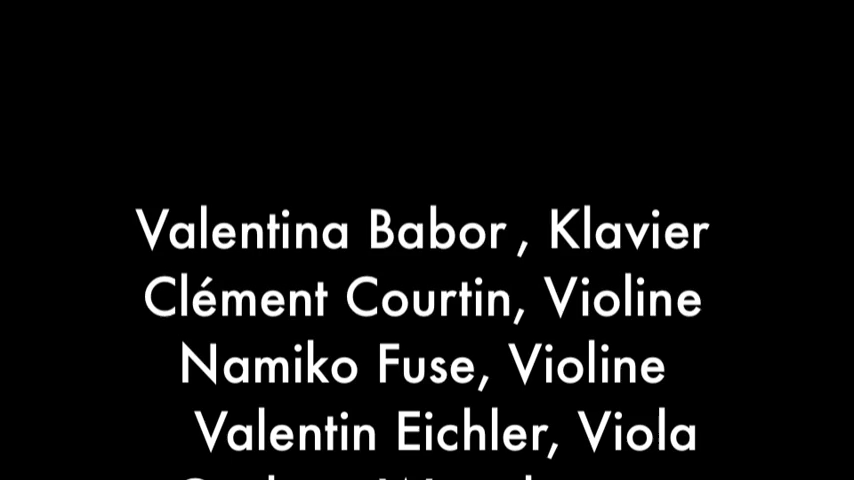 Valentina Babor , Klavier
Clément Courtin, Violine
Namiko Fuse, Violine
Valentin Eichler, Viola